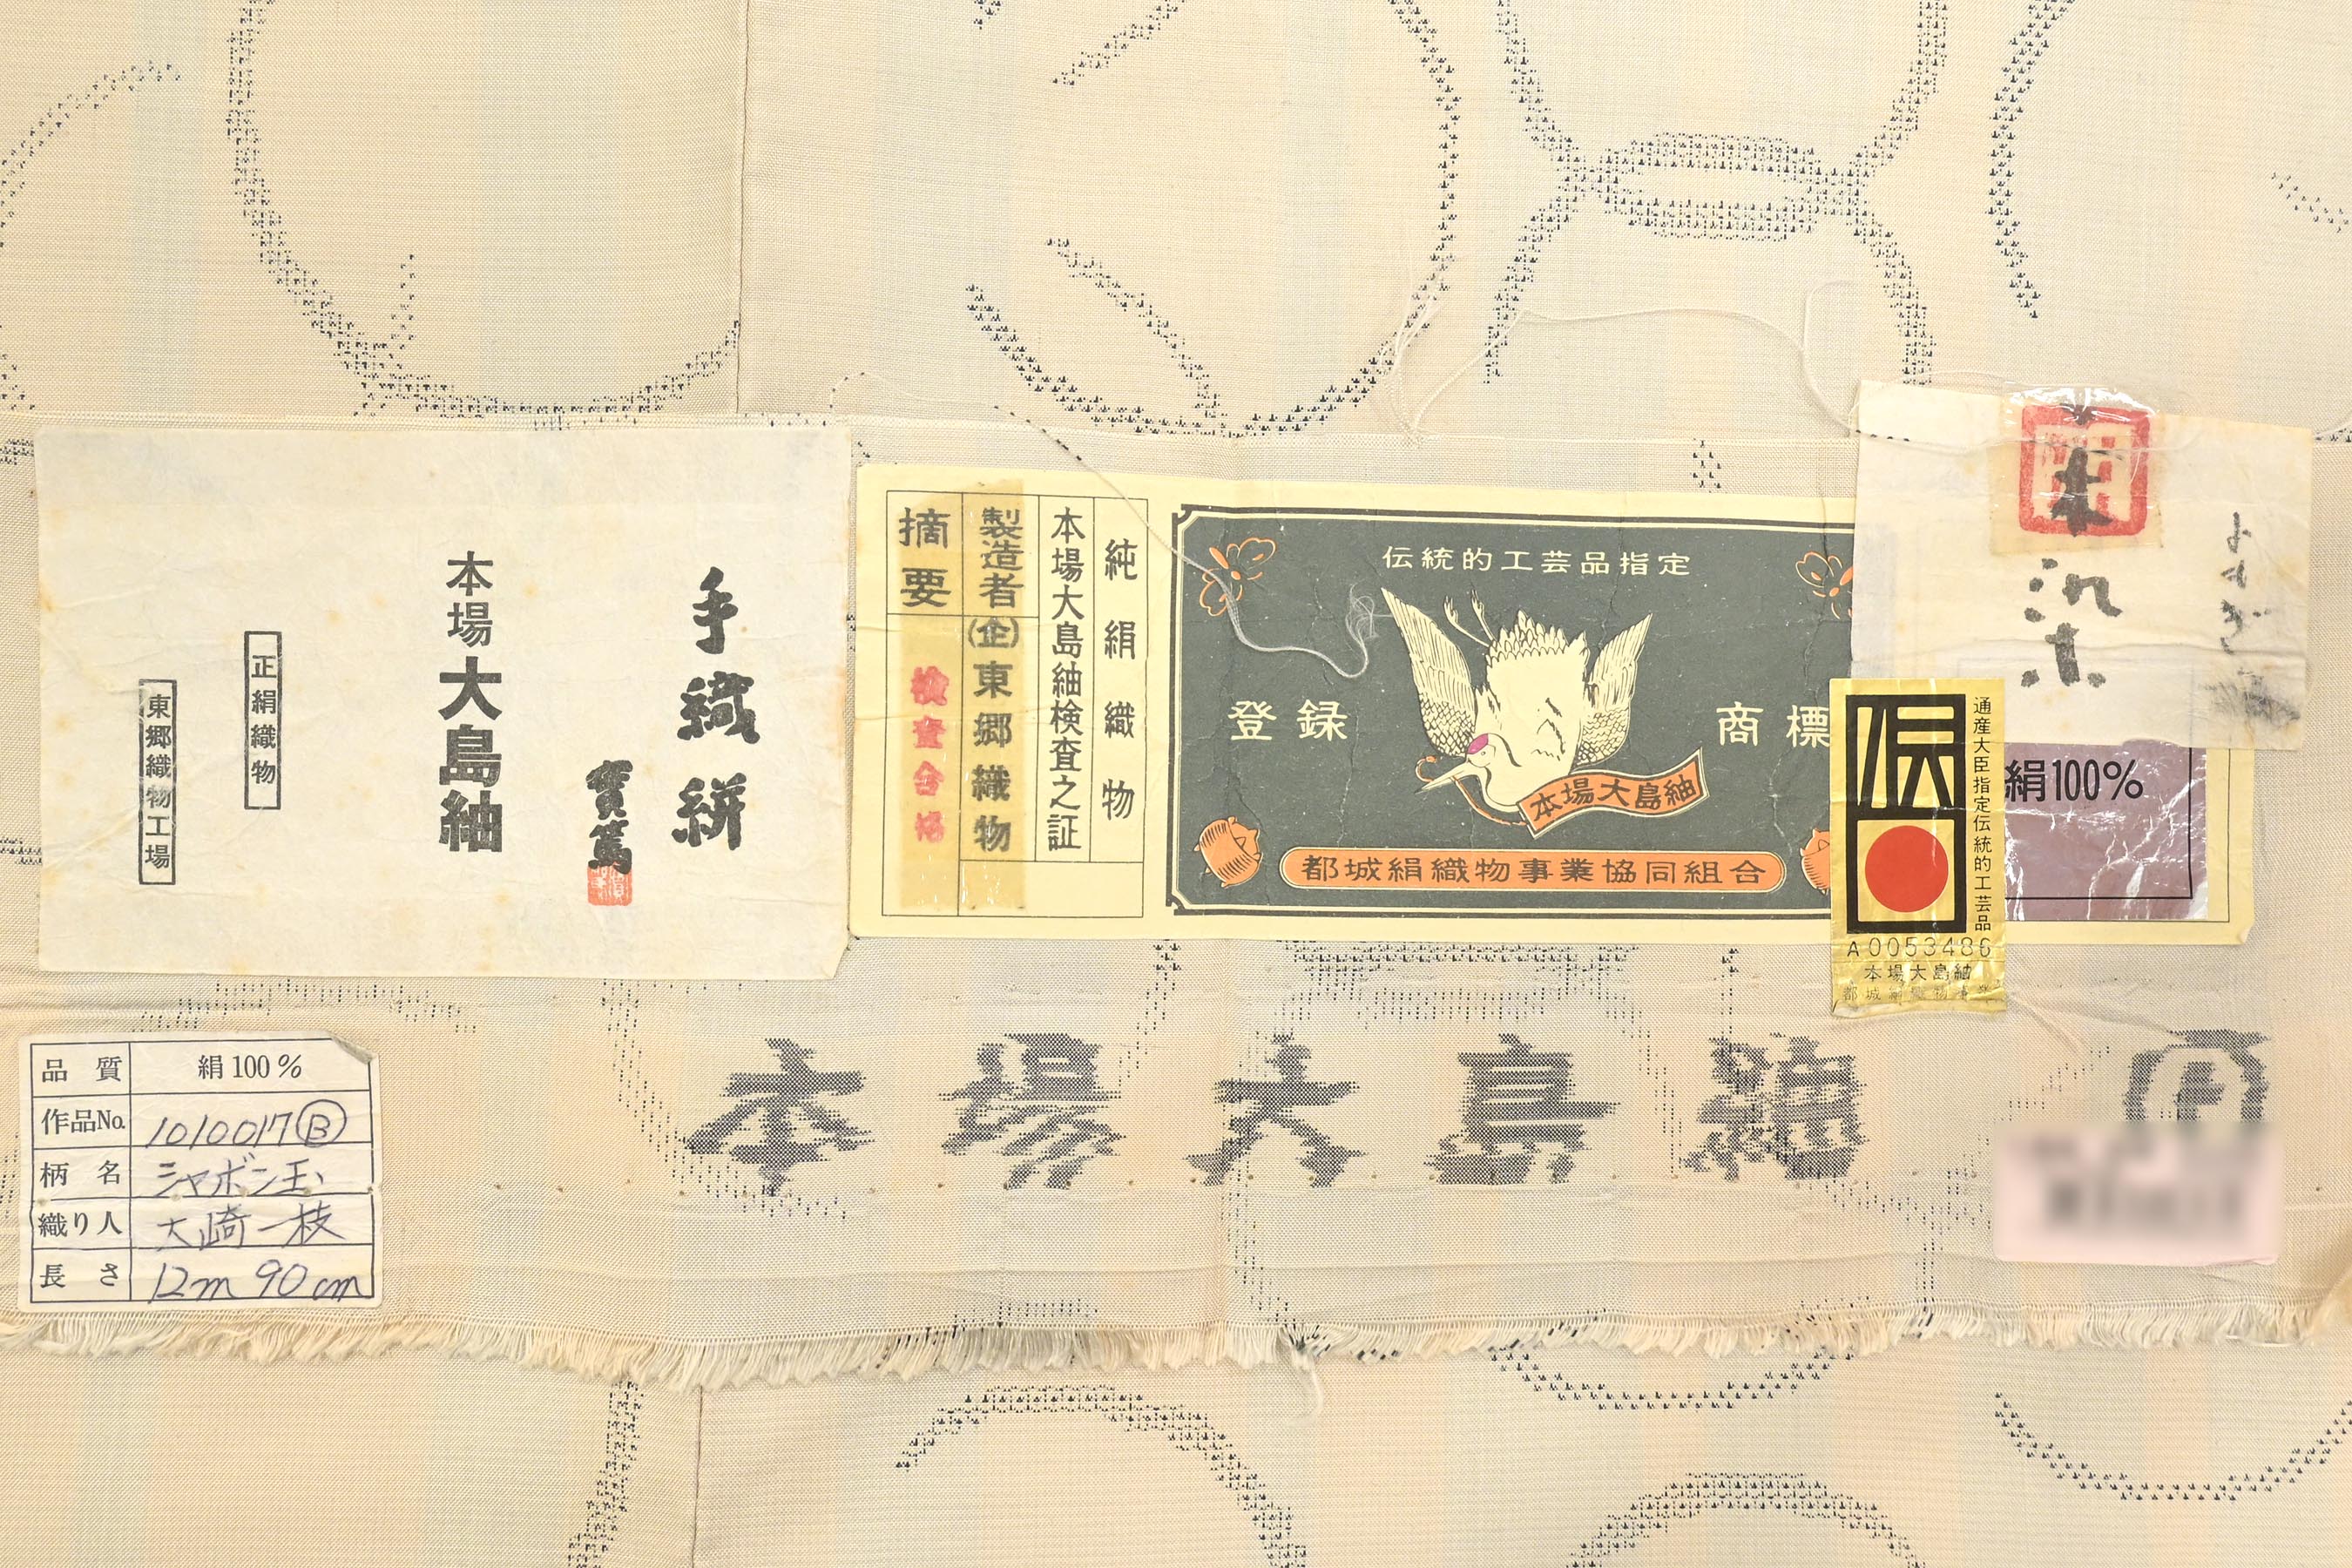 手織絣
實篤
本場大島紬
正絹織物
東郷織物工場
純絹織物
本場大島紬検査之証
製造者 ㊭東郷織物
摘要
検査合格
伝統的工芸品指定
登録商標
本場大島紬
都城絹織物事業協同組合
染
通産大臣指定伝統的工芸品
伝
A0053486
本場大島紬
絹100%
本場大島紬
品質 絹100%
作品No. 1010017Ⓑ
柄名 シャボン玉
織り人 大崎一枝
長さ 12m 90cm